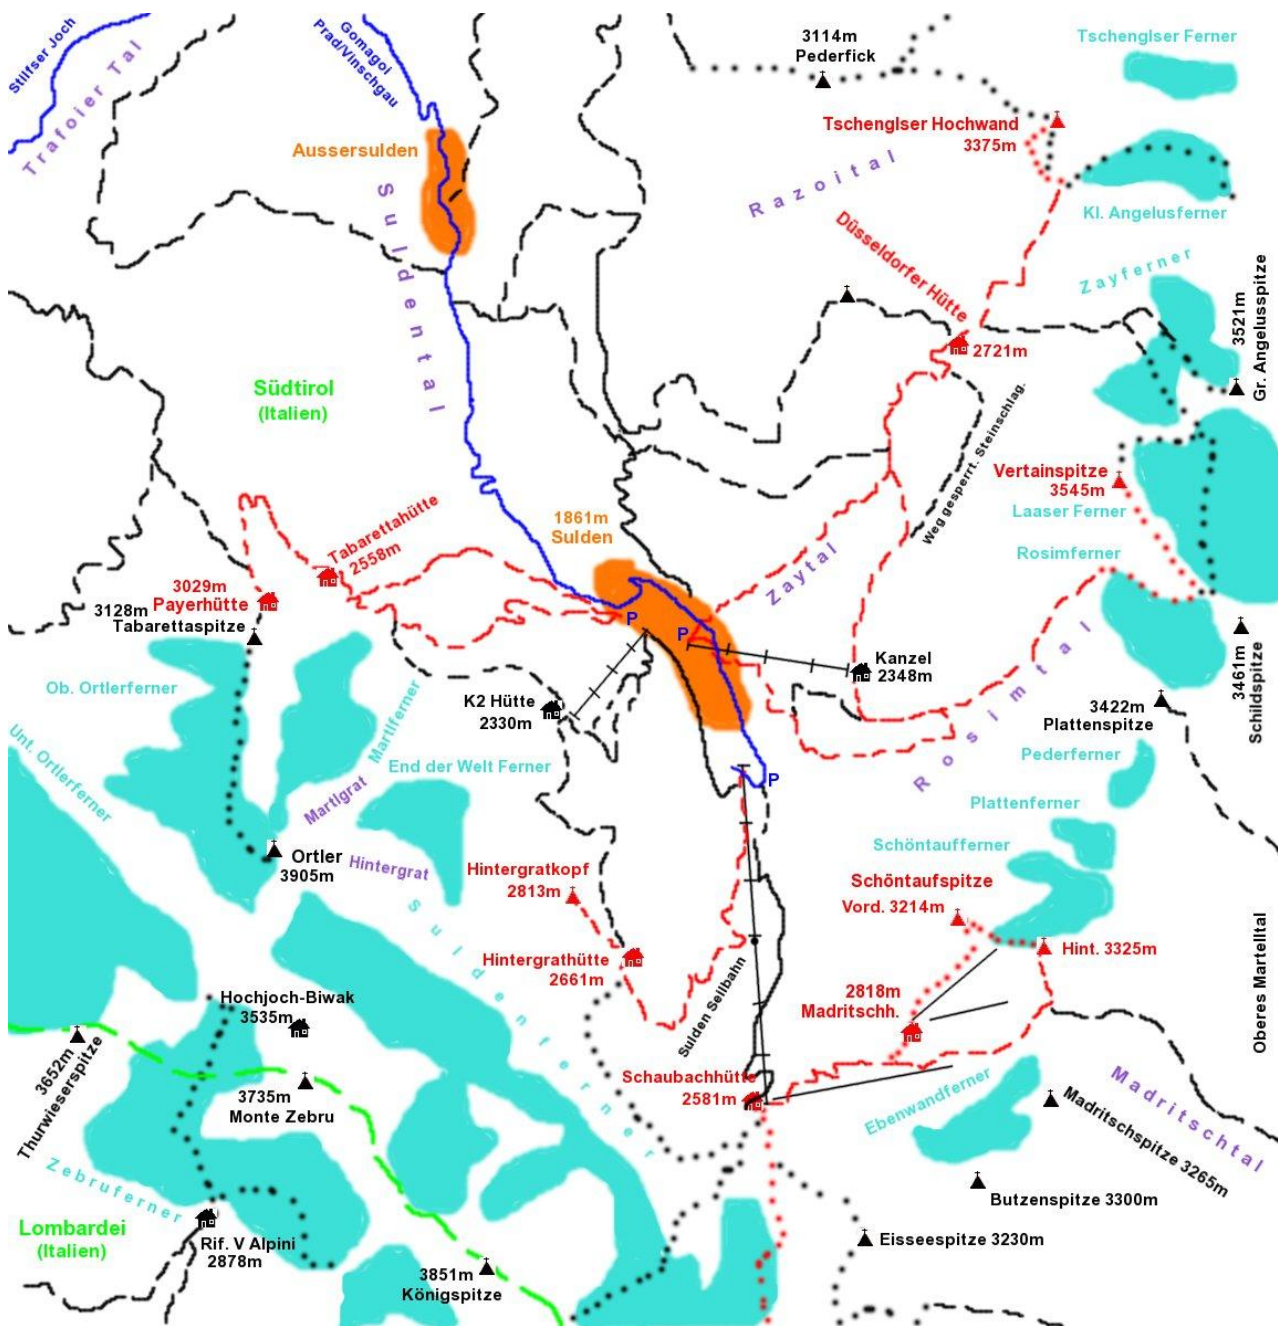 Stilfser Joch
Trafoier Tal
Gomagoi
Prad/Vinschgau
3114m
Pederfick
Tschenglser Ferner
Tschenglser Hochwand
3375m
Aussersulden
Razoital
Kl. Angelusferner
Suldental
Düsseldorfer Hütte
2721m
Zayferner
3521m
Gr. Angelusspitze
Südtirol
(Italien)
Weg gesperrt. Steinschlag.
Vertainspitze
3545m
Laaser Ferner
Rosimferner
1861m
Sulden
Tabarettahütte
2558m
3029m
Payerhütte
3128m
Tabarettaspitze
Zaytal
P
P
Kanzel
2348m
Rosimtal
3461m
Schildspitze
3422m
Plattenspitze
Ob. Ortlerferner
Unt. Ortlerferner
Martlferner
K2 Hütte
2330m
End der Welt Ferner
P
Pederferner
Plattenferner
Martlgrat
Hintergrat
Ortler
3905m
Schöntaufferner
Schöntaufspitze
Vord. 3214m
Hint. 3325m
Hintergratkopf
2813m
Hintergrathütte
2661m
Suldenferner
Sulden Seilbahn
2818m
Madritschh.
Oberes Martelltal
Hochjoch-Biwak
3535m
3652m
Thurwieserspitze
3735m
Monte Zebru
Schaubachhütte
2581m
Ebenwandferner
Madritschtal
Madritschspitze 3265m
Butzenspitze 3300m
Zebruferner
Lombardei
(Italien)
Rif. V Alpini
2878m
Eisseespitze 3230m
3851m
Königspitze